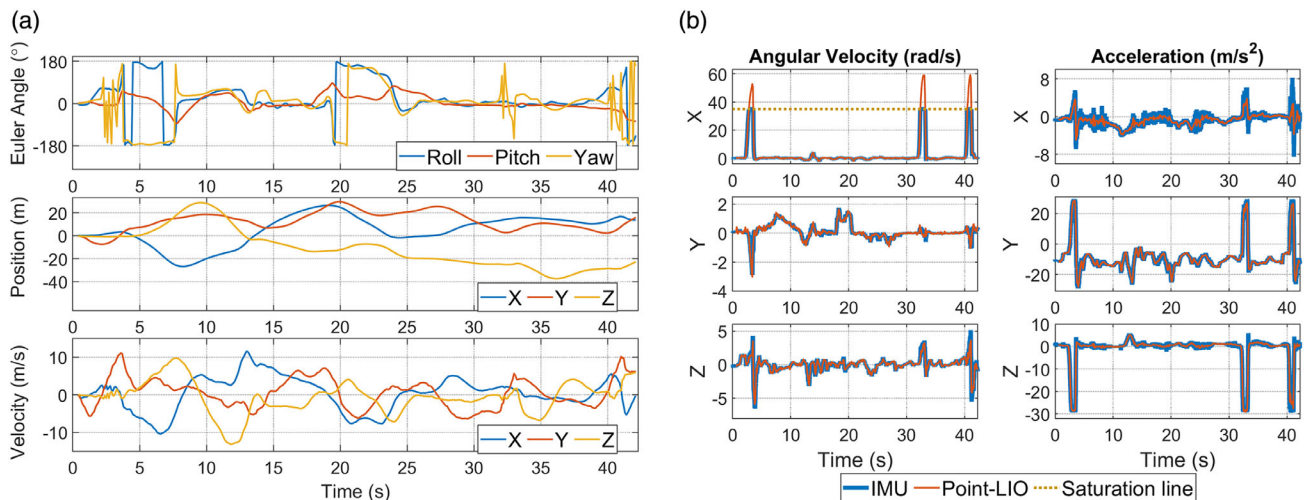 (a)
Euler Angle (°)
180
0
-180
Roll Pitch Yaw
0 5 10 15 20 25 30 35 40
Position (m)
20
0
-20
-40
X Y Z
0 5 10 15 20 25 30 35 40
Velocity (m/s)
10
0
-10
X Y Z
0 5 10 15 20 25 30 35 40
Time (s)
(b)
Angular Velocity (rad/s)
X
60
40
20
0
0 10 20 30 40
Y
2
0
-2
-4
0 10 20 30 40
Z
5
0
-5
0 10 20 30 40
Time (s)
Acceleration (m/s²)
X
8
4
0
-4
-8
0 10 20 30 40
Y
20
0
-20
0 10 20 30 40
Z
10
0
-10
-20
-30
0 10 20 30 40
Time (s)
IMU Point-LIO Saturation line